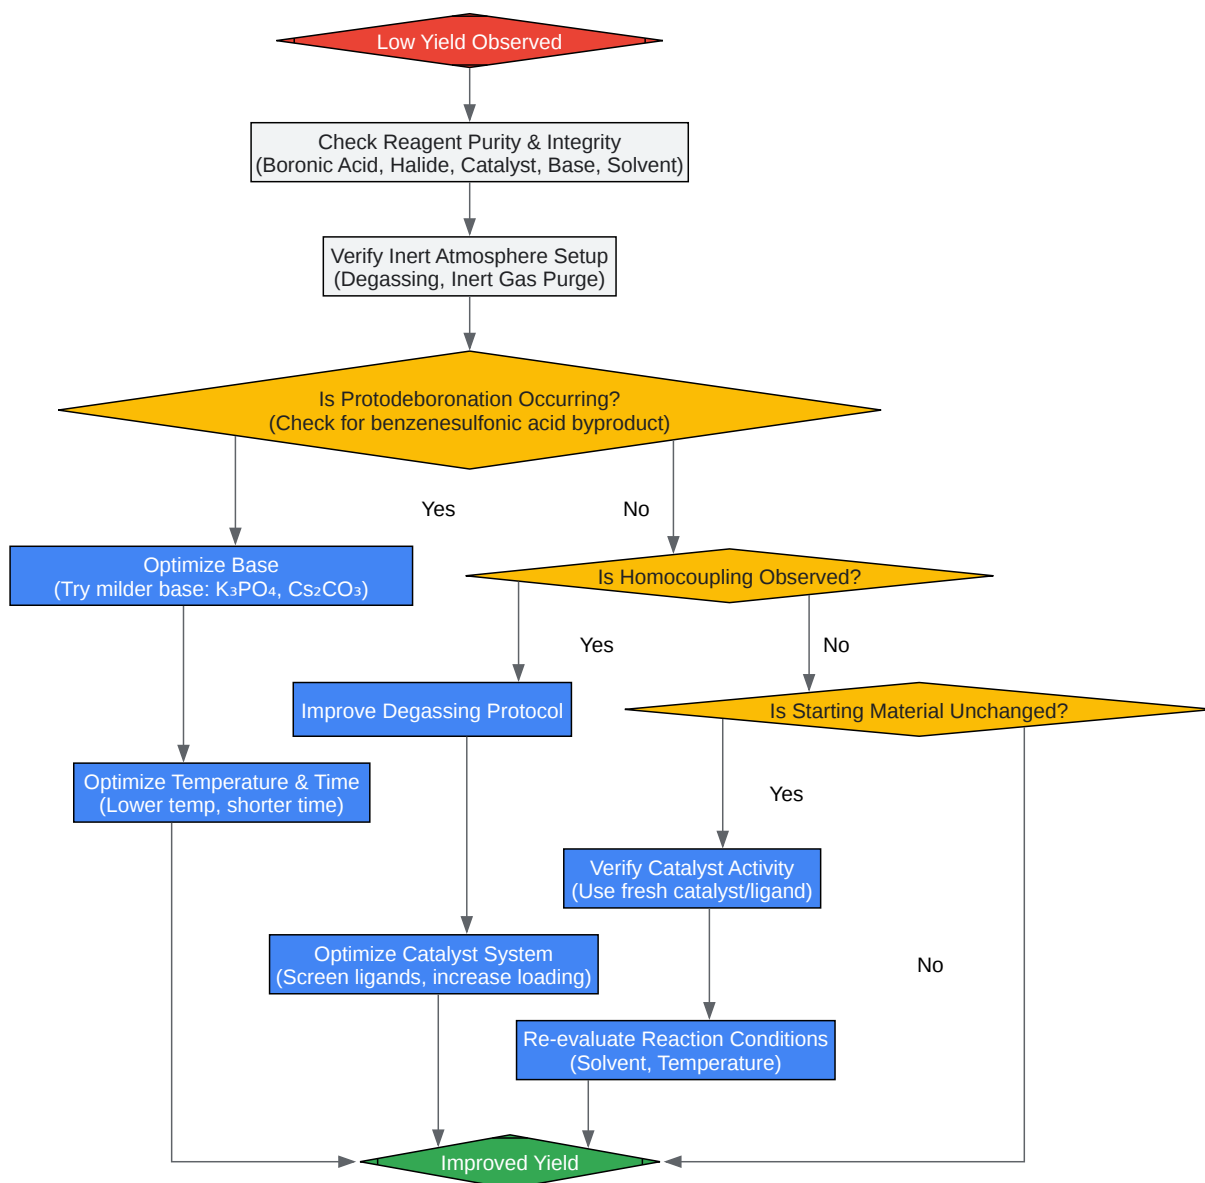 Low Yield Observed
Check Reagent Purity & Integrity
(Boronic Acid, Halide, Catalyst, Base, Solvent)
Verify Inert Atmosphere Setup
(Degassing, Inert Gas Purge)
Is Protodeboronation Occurring?
(Check for benzenesulfonic acid byproduct)
Yes
No
Optimize Base
(Try milder base: K₃PO₄, Cs₂CO₃)
Is Homocoupling Observed?
Yes
No
Improve Degassing Protocol
Is Starting Material Unchanged?
Optimize Temperature & Time
(Lower temp, shorter time)
Yes
Verify Catalyst Activity
(Use fresh catalyst/ligand)
Optimize Catalyst System
(Screen ligands, increase loading)
No
Re-evaluate Reaction Conditions
(Solvent, Temperature)
Improved Yield